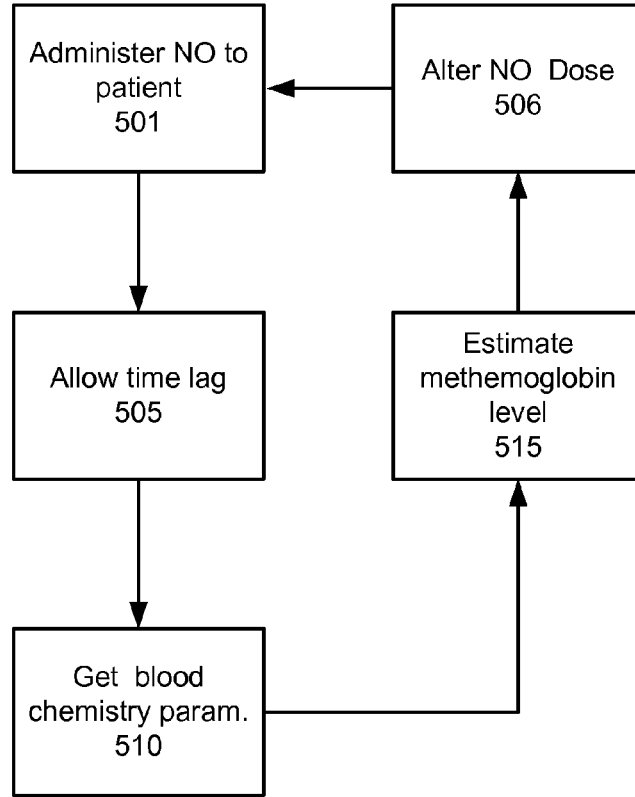 Administer NO to
patient
501
Alter NO Dose
506
Allow time lag
505
Estimate
methemoglobin
level
515
Get blood
chemistry param.
510